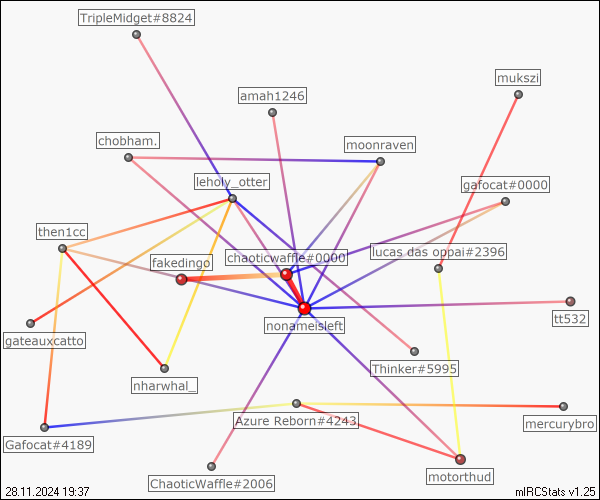 TripleMidget#8824
mukszi
amah1246
chobham.
moonraven
leholy_otter
gafocat#0000
then1cc
chaoticwaffle#0000
lucas das oppai#2396
fakedingo
nonameisleft
tt532
gateauxcatto
Thinker#5995
nharwhal_
mercurybro
Azure Reborn#4243
Gafocat#4189
motorthud
ChaoticWaffle#2006
28.11.2024 19:37
mIRCStats v1.25